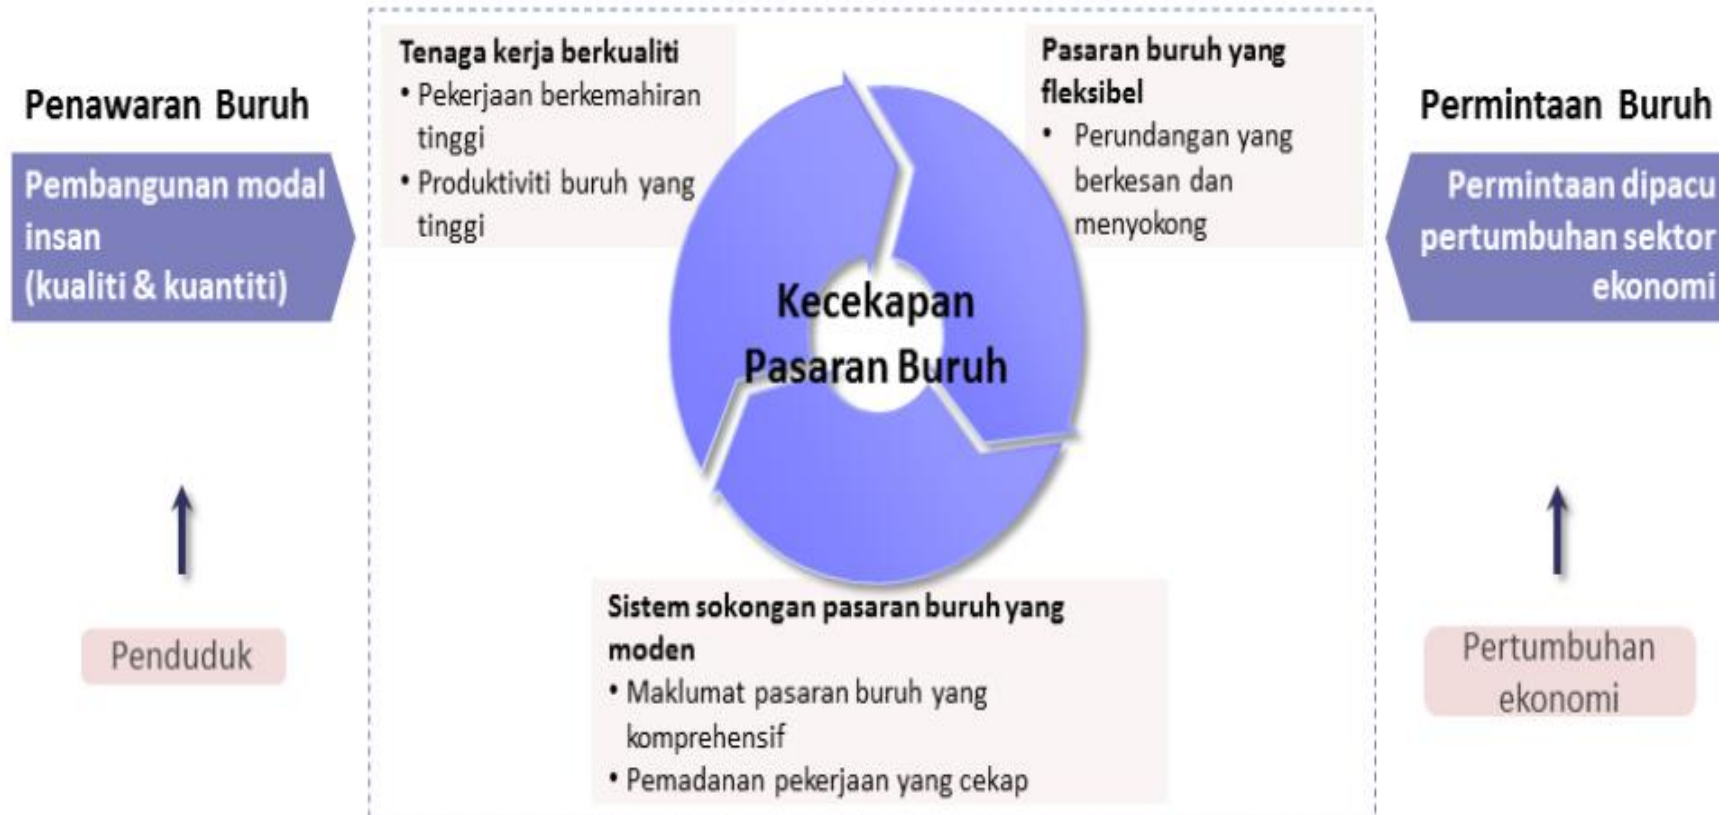 Penawaran Buruh
Pembangunan modal
insan
(kualiti & kuantiti)
Penduduk
Tenaga kerja berkualiti
• Pekerjaan berkemahiran
tinggi
• Produktiviti buruh yang
tinggi
Pasaran buruh yang
fleksibel
• Perundangan yang
berkesan dan
menyokong
Kecekapan
Pasaran Buruh
Sistem sokongan pasaran buruh yang
moden
• Maklumat pasaran buruh yang
komprehensif
• Pemadanan pekerjaan yang cekap
Permintaan Buruh
Permintaan dipacu
pertumbuhan sektor
ekonomi
Pertumbuhan
ekonomi